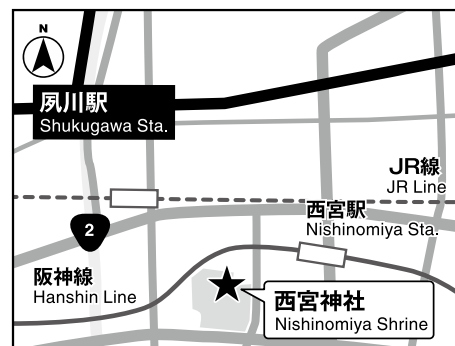 N
夙川駅
Shukugawa Sta.
JR線
JR Line
西宮駅
Nishinomiya Sta.
2
阪神線
Hanshin Line
西宮神社
Nishinomiya Shrine